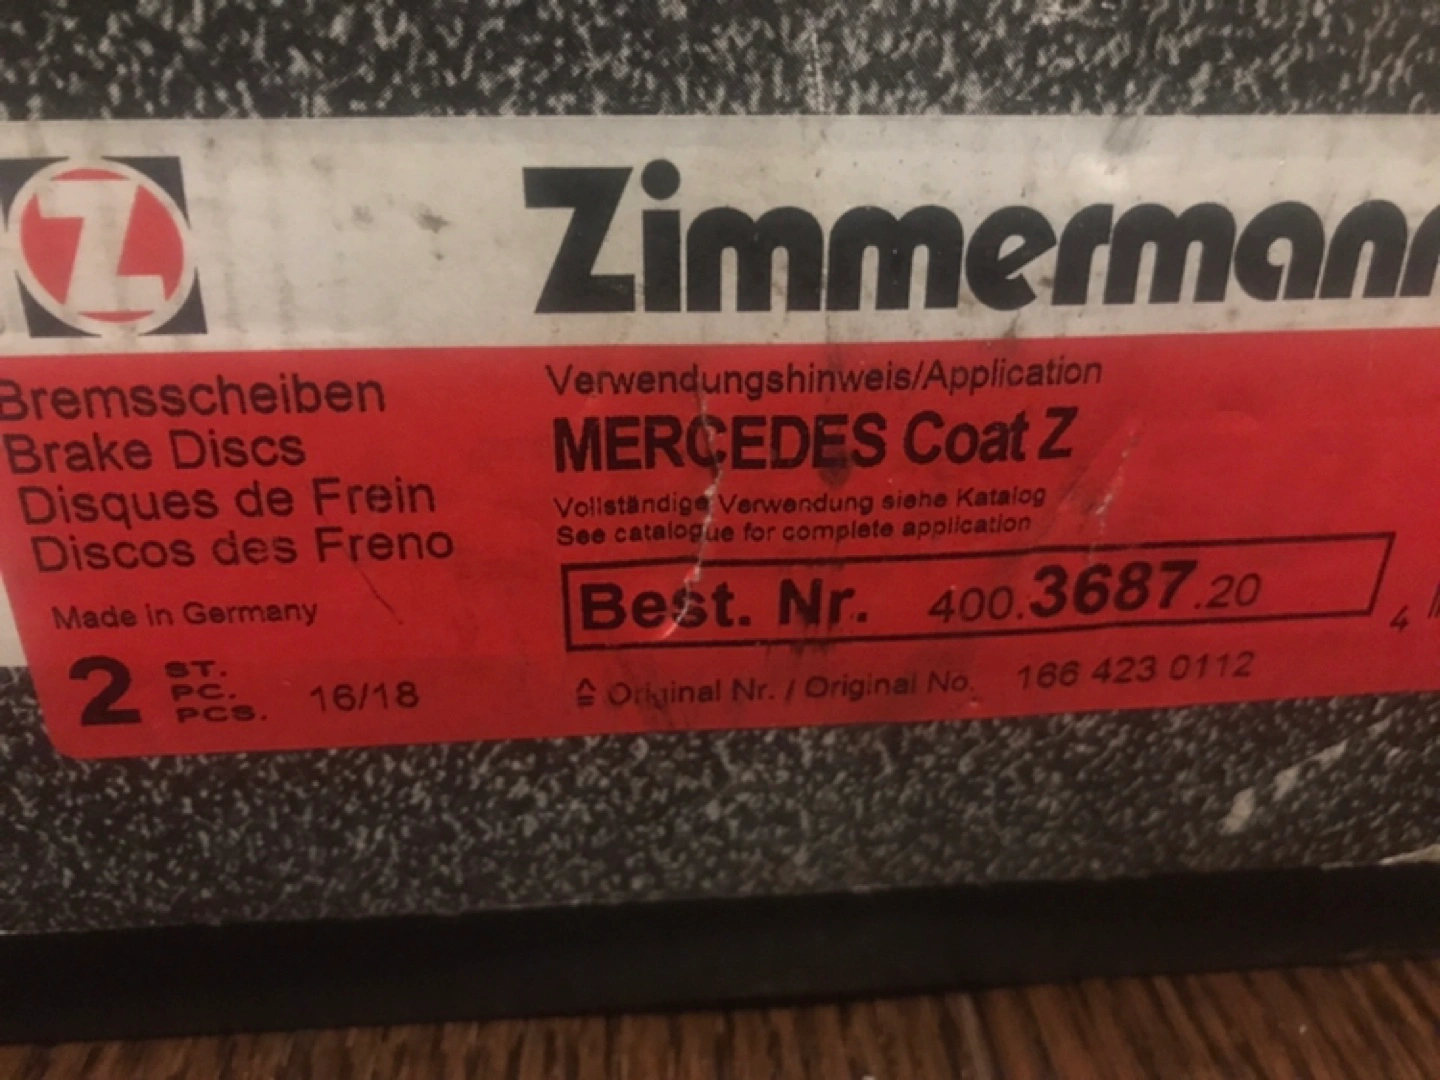 Z
Zimmermann
Bremsscheiben
Brake Discs
Disques de Frein
Discos des Freno
Made in Germany
2 ST.
PC.
PCS.
16/18
Verwendungshinweis/Application
MERCEDES Coat Z
Vollständige Verwendung siehe Katalog
See catalogue for complete application
Best. Nr. 400.3687.20
≙ Original Nr. / Original No. 166 423 0112
4